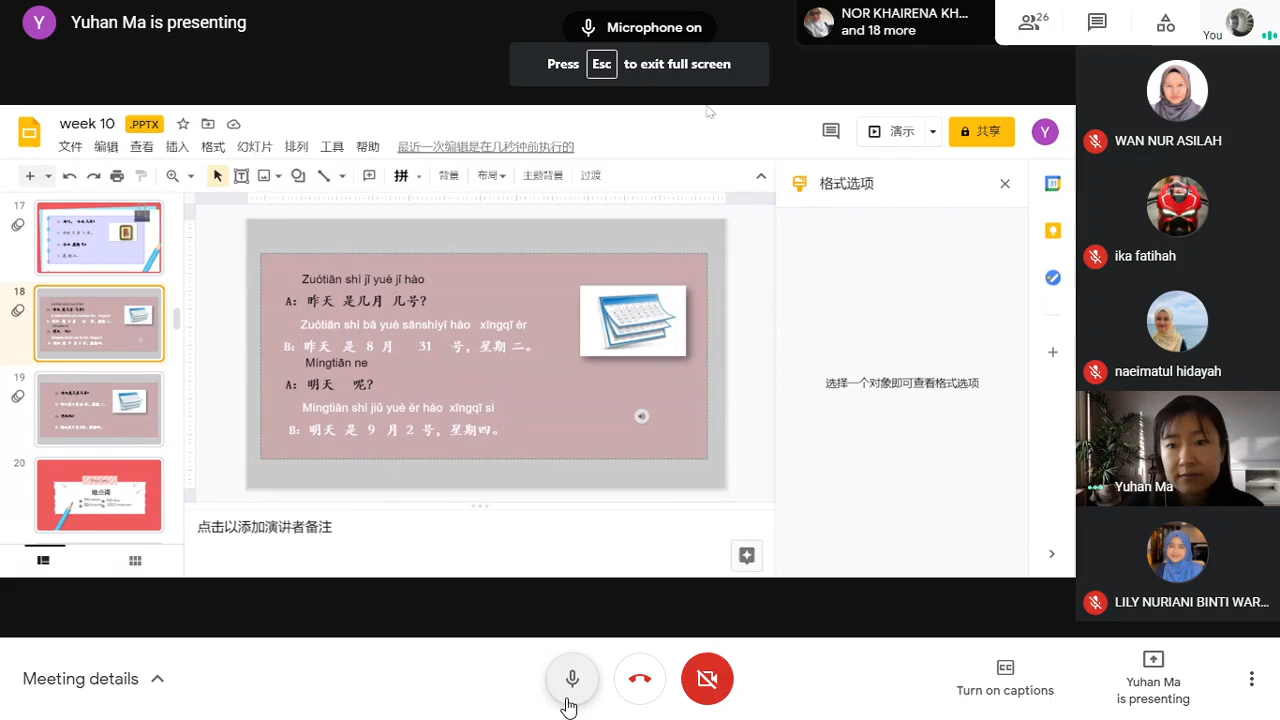 Y
Yuhan Ma is presenting
Microphone on
Press Esc to exit full screen
NOR KHAIRENA KH...
and 18 more
26
You
week 10
.PPTX
文件 编辑 查看 插入 格式 幻灯片 排列 工具 帮助 最近一次编辑是在几秒钟前执行的
演示
共享
Y
拼 背景 布局 主题背景 过渡
格式选项
17
18
19
20
Zuótiān shì jǐ yuè jǐ hào
A: 昨天 是几月 几号?
Zuótiān shì bā yuè sānshíyī hào xīngqī èr
B: 昨天 是 8 月 31 号，星期 二。
Míngtiān ne
A: 明天 呢?
Míngtiān shì jiǔ yuè èr hào xīngqī sì
B: 明天 是 9 月 2 号，星期四。
选择一个对象即可查看格式选项
点击以添加演讲者备注
31
WAN NUR ASILAH
ika fatihah
naeimatul hidayah
Yuhan Ma
LILY NURIANI BINTI WAR...
Meeting details
Turn on captions
Yuhan Ma
is presenting